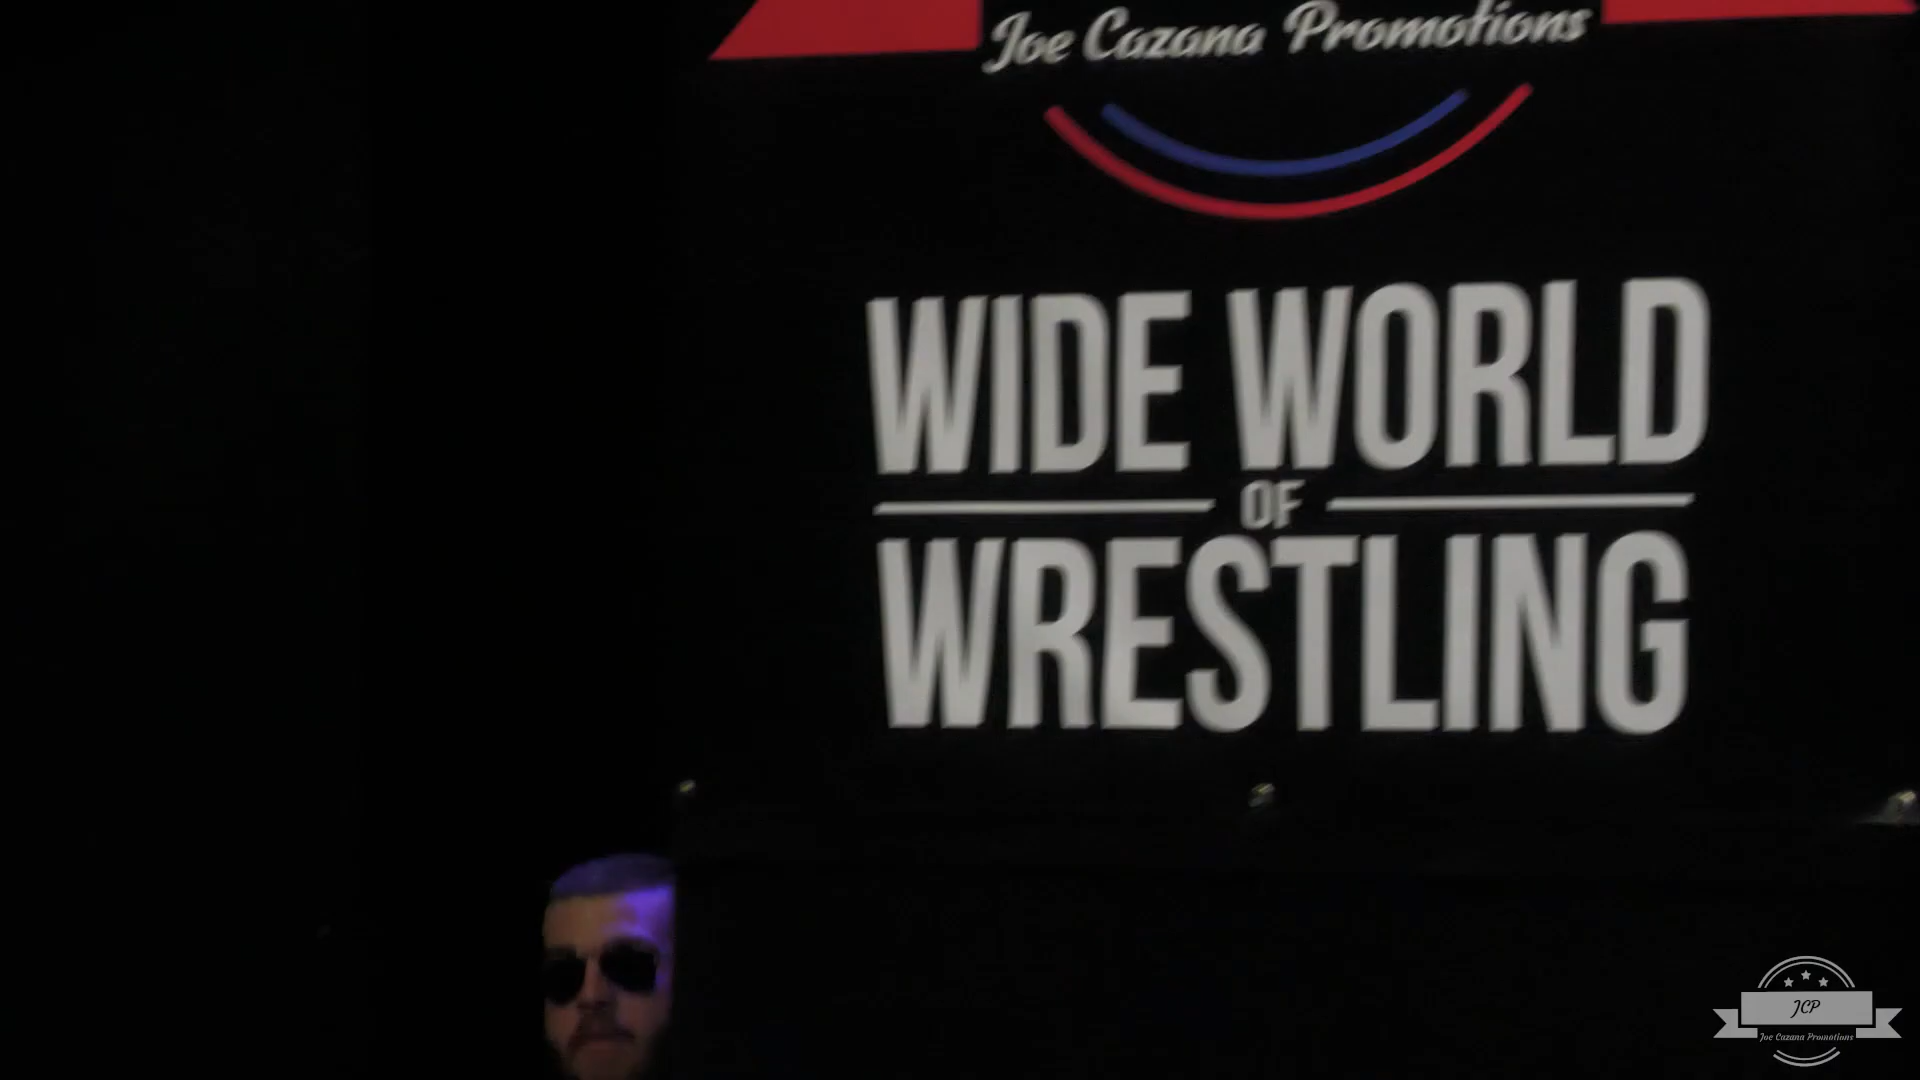 Joe Cazana Promotions
WIDE WORLD
OF
WRESTLING
JCP
Joe Cazana Promotions